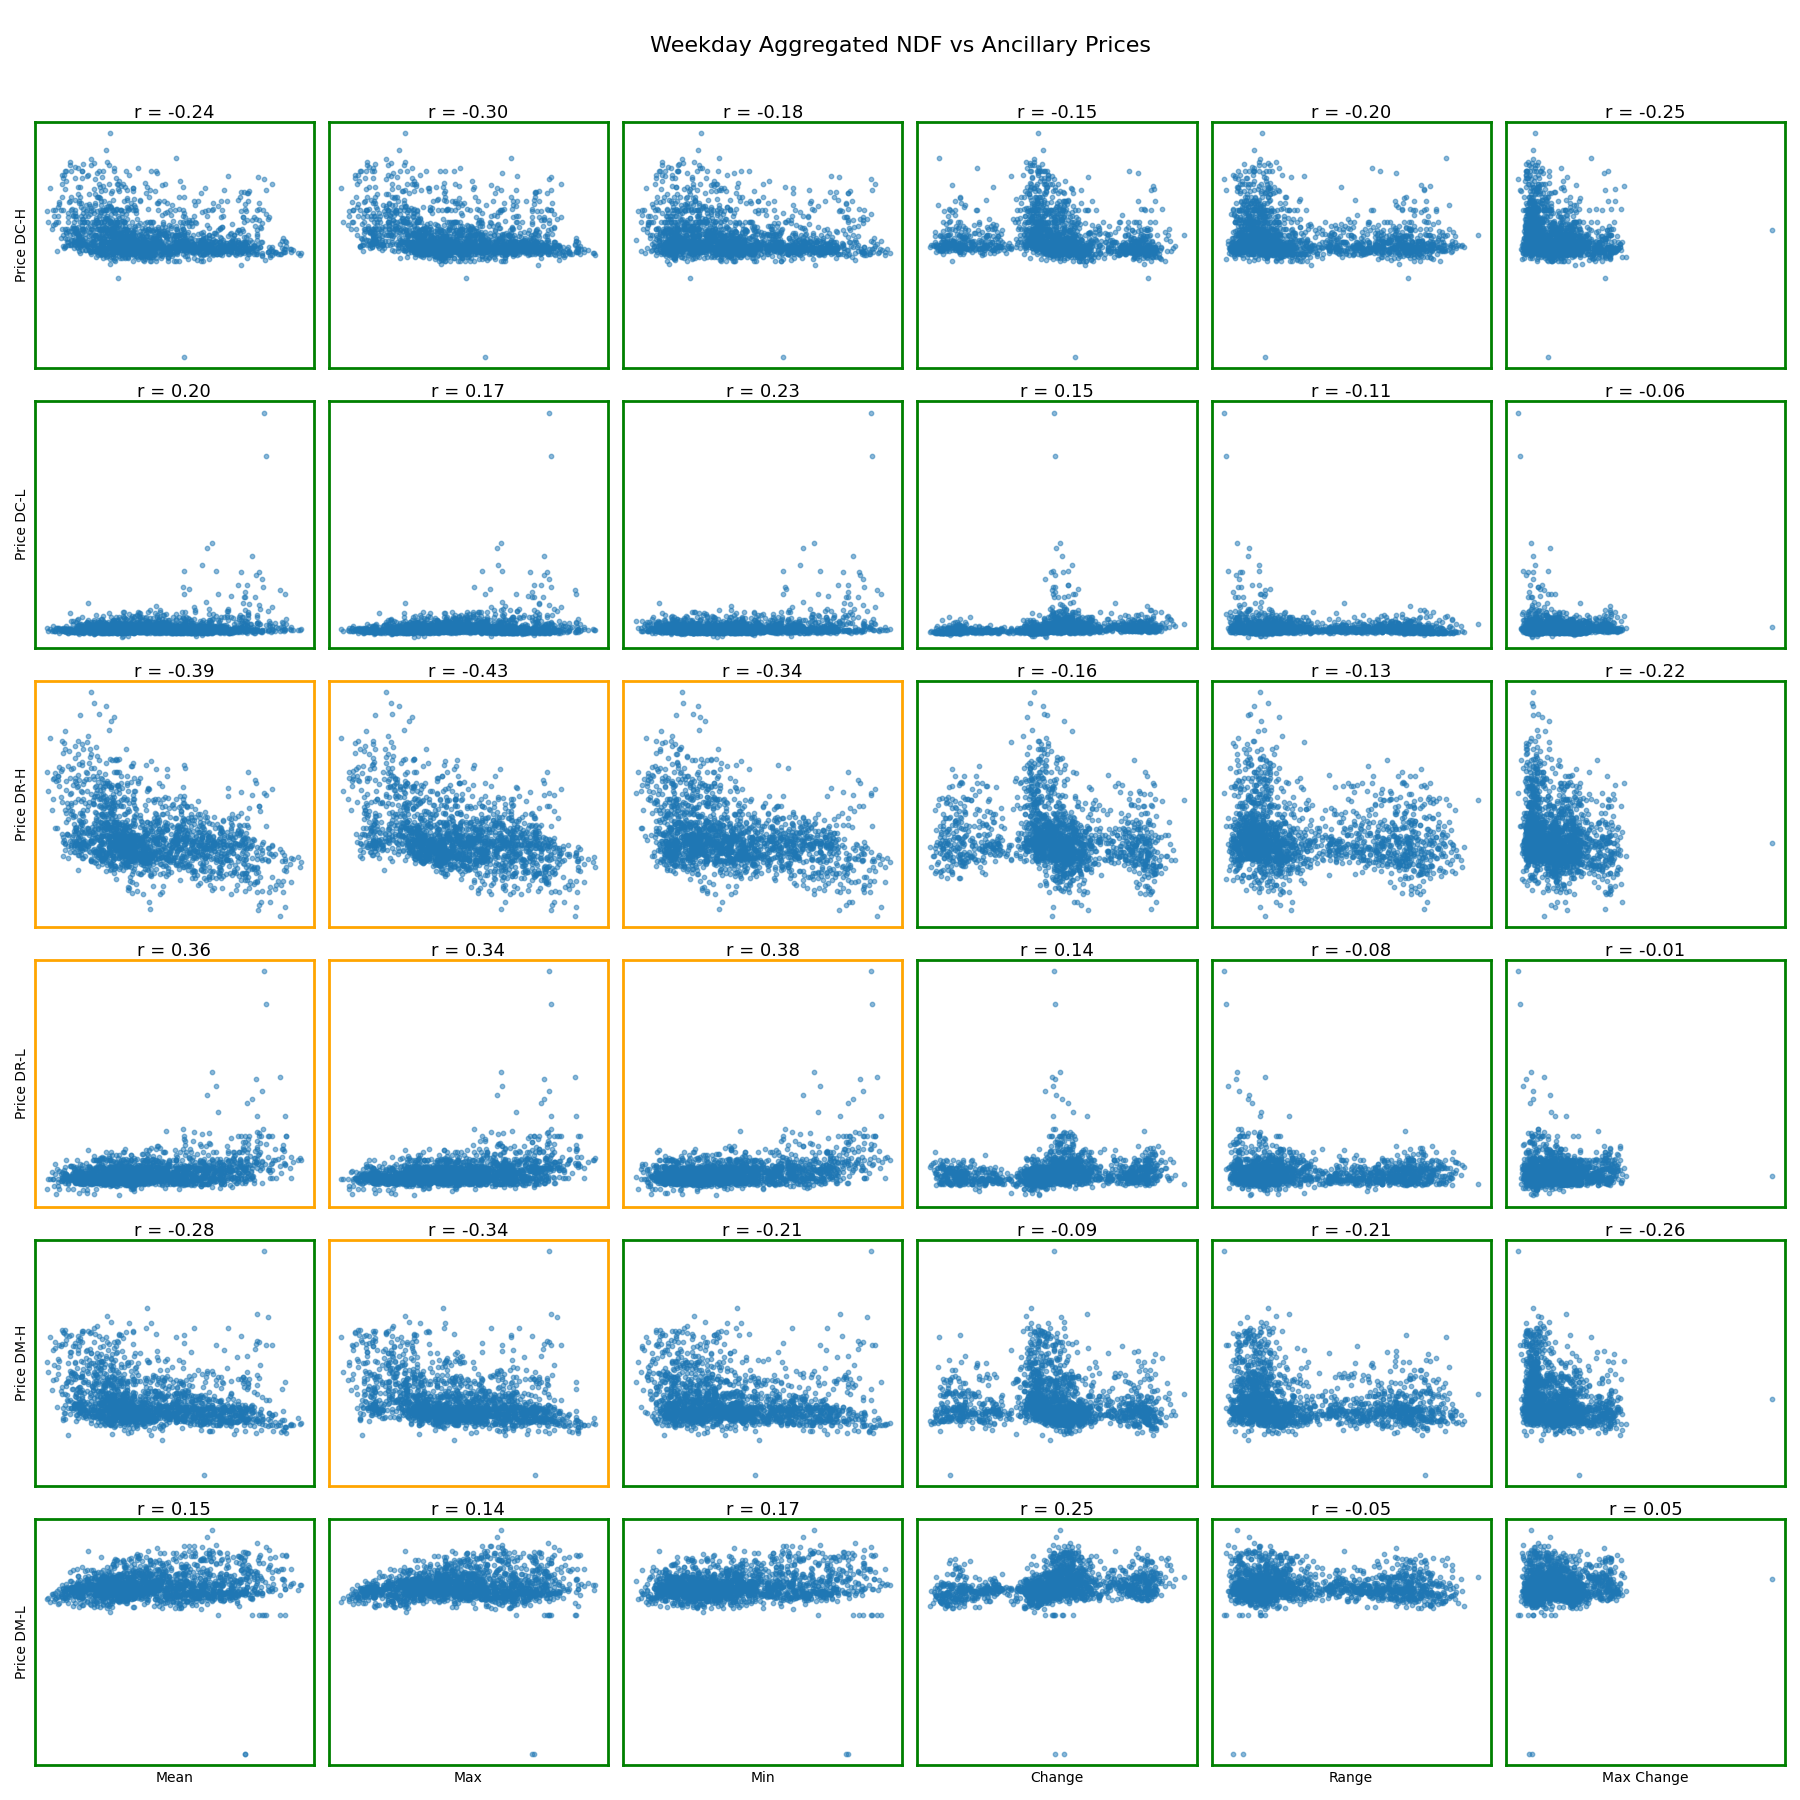 Weekday Aggregated NDF vs Ancillary Prices
r = -0.24
r = -0.30
r = -0.18
r = -0.15
r = -0.20
r = -0.25
Price DC-H
r = 0.20
r = 0.17
r = 0.23
r = 0.15
r = -0.11
r = -0.06
Price DC-L
r = -0.39
r = -0.43
r = -0.34
r = -0.16
r = -0.13
r = -0.22
Price DR-H
r = 0.36
r = 0.34
r = 0.38
r = 0.14
r = -0.08
r = -0.01
Price DR-L
r = -0.28
r = -0.34
r = -0.21
r = -0.09
r = -0.21
r = -0.26
Price DM-H
r = 0.15
r = 0.14
r = 0.17
r = 0.25
r = -0.05
r = 0.05
Price DM-L
Mean
Max
Min
Change
Range
Max Change